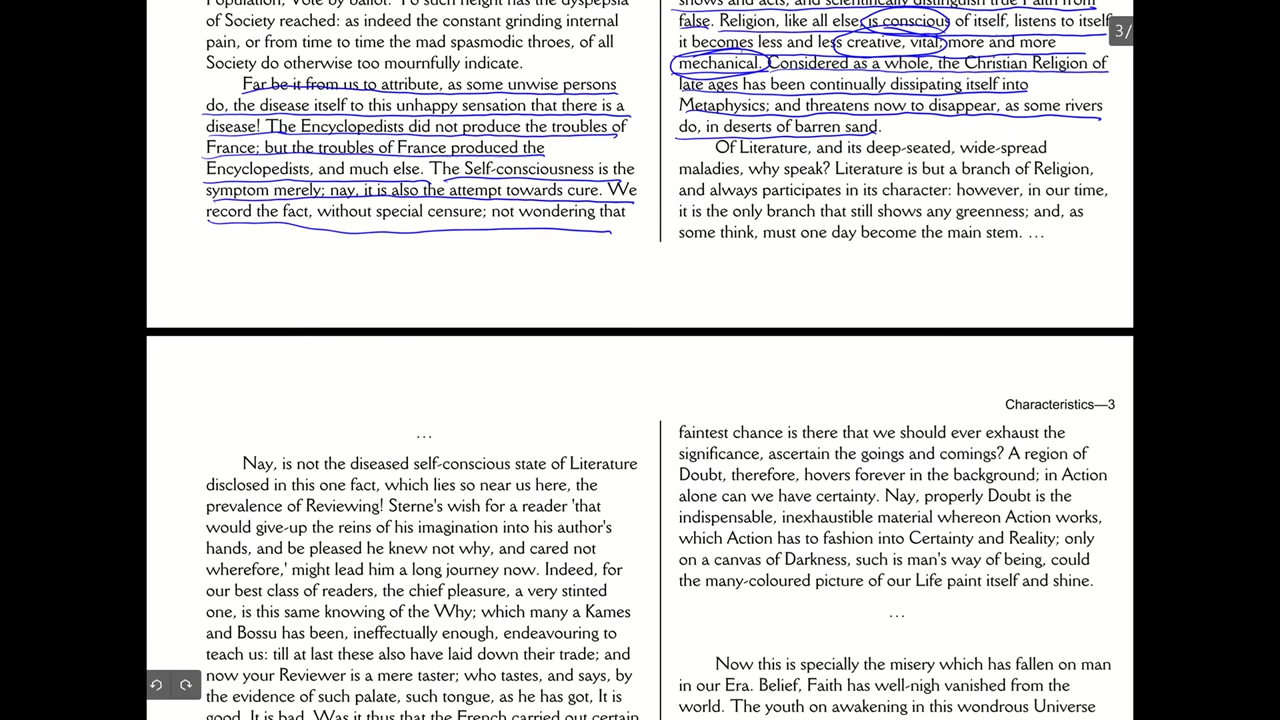 Population, Vote by ballot. To such height has the dyspepsia
of Society reached: as indeed the constant grinding internal
pain, or from time to time the mad spasmodic throes, of all
Society do otherwise too mournfully indicate.
Far be it from us to attribute, as some unwise persons
do, the disease itself to this unhappy sensation that there is a
disease! The Encyclopedists did not produce the troubles of
France; but the troubles of France produced the
Encyclopedists, and much else. The Self-consciousness is the
symptom merely; nay, it is also the attempt towards cure. We
record the fact, without special censure; not wondering that
shows and acts, and scientifically distinguish true Faith from
false. Religion, like all else, is conscious of itself, listens to itself
it becomes less and less creative, vital; more and more
mechanical. Considered as a whole, the Christian Religion of
late ages has been continually dissipating itself into
Metaphysics; and threatens now to disappear, as some rivers
do, in deserts of barren sand.
Of Literature, and its deep-seated, wide-spread
maladies, why speak? Literature is but a branch of Religion,
and always participates in its character: however, in our time,
it is the only branch that still shows any greenness; and, as
some think, must one day become the main stem. ...
3/
Characteristics—3
...
Nay, is not the diseased self-conscious state of Literature
disclosed in this one fact, which lies so near us here, the
prevalence of Reviewing! Sterne's wish for a reader 'that
would give-up the reins of his imagination into his author's
hands, and be pleased he knew not why, and cared not
wherefore,' might lead him a long journey now. Indeed, for
our best class of readers, the chief pleasure, a very stinted
one, is this same knowing of the Why; which many a Kames
and Bossu has been, ineffectually enough, endeavouring to
teach us: till at last these also have laid down their trade; and
now your Reviewer is a mere taster; who tastes, and says, by
the evidence of such palate, such tongue, as he has got, It is
good, It is bad. Was it thus that the French carried out certain
faintest chance is there that we should ever exhaust the
significance, ascertain the goings and comings? A region of
Doubt, therefore, hovers forever in the background; in Action
alone can we have certainty. Nay, properly Doubt is the
indispensable, inexhaustible material whereon Action works,
which Action has to fashion into Certainty and Reality; only
on a canvas of Darkness, such is man's way of being, could
the many-coloured picture of our Life paint itself and shine.
...
Now this is specially the misery which has fallen on man
in our Era. Belief, Faith has well-nigh vanished from the
world. The youth on awakening in this wondrous Universe